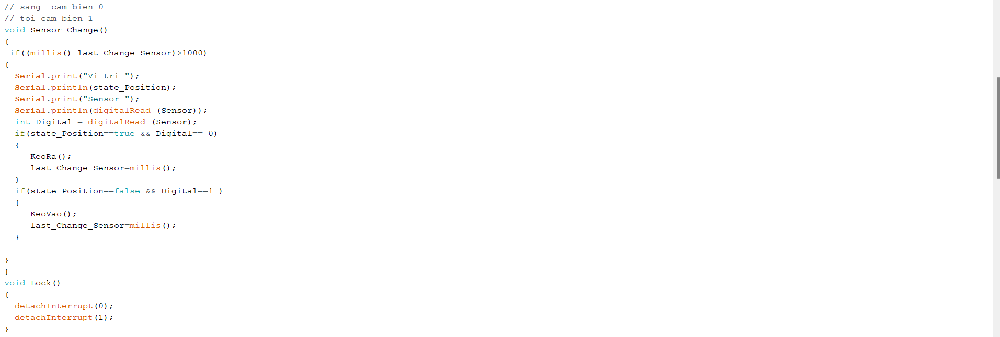 // sang  cam bien 0
// toi cam bien 1
void Sensor_Change()
{
 if((millis()-last_Change_Sensor)>1000)
{
  Serial.print("Vi tri ");
  Serial.println(state_Position);
  Serial.print("Sensor ");
  Serial.println(digitalRead (Sensor));
  int Digital = digitalRead (Sensor);
  if(state_Position==true && Digital== 0)
  {
     KeoRa();
     last_Change_Sensor=millis();
  }
  if(state_Position==false && Digital==1 )
  {
     KeoVao();
     last_Change_Sensor=millis();
  }

}
}
void Lock()
{
  detachInterrupt(0);
  detachInterrupt(1);
}